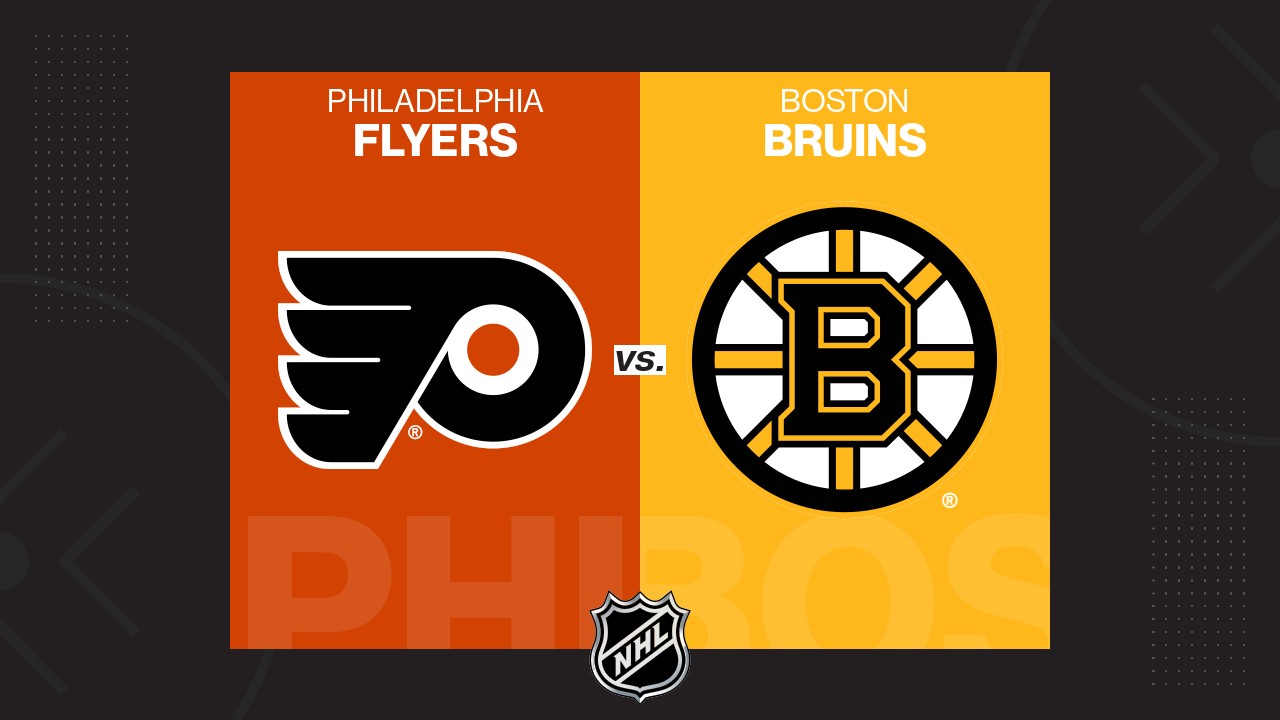 PHILADELPHIA
FLYERS
BOSTON
BRUINS
vs.
B
®
®
PHI
BOS
NHL